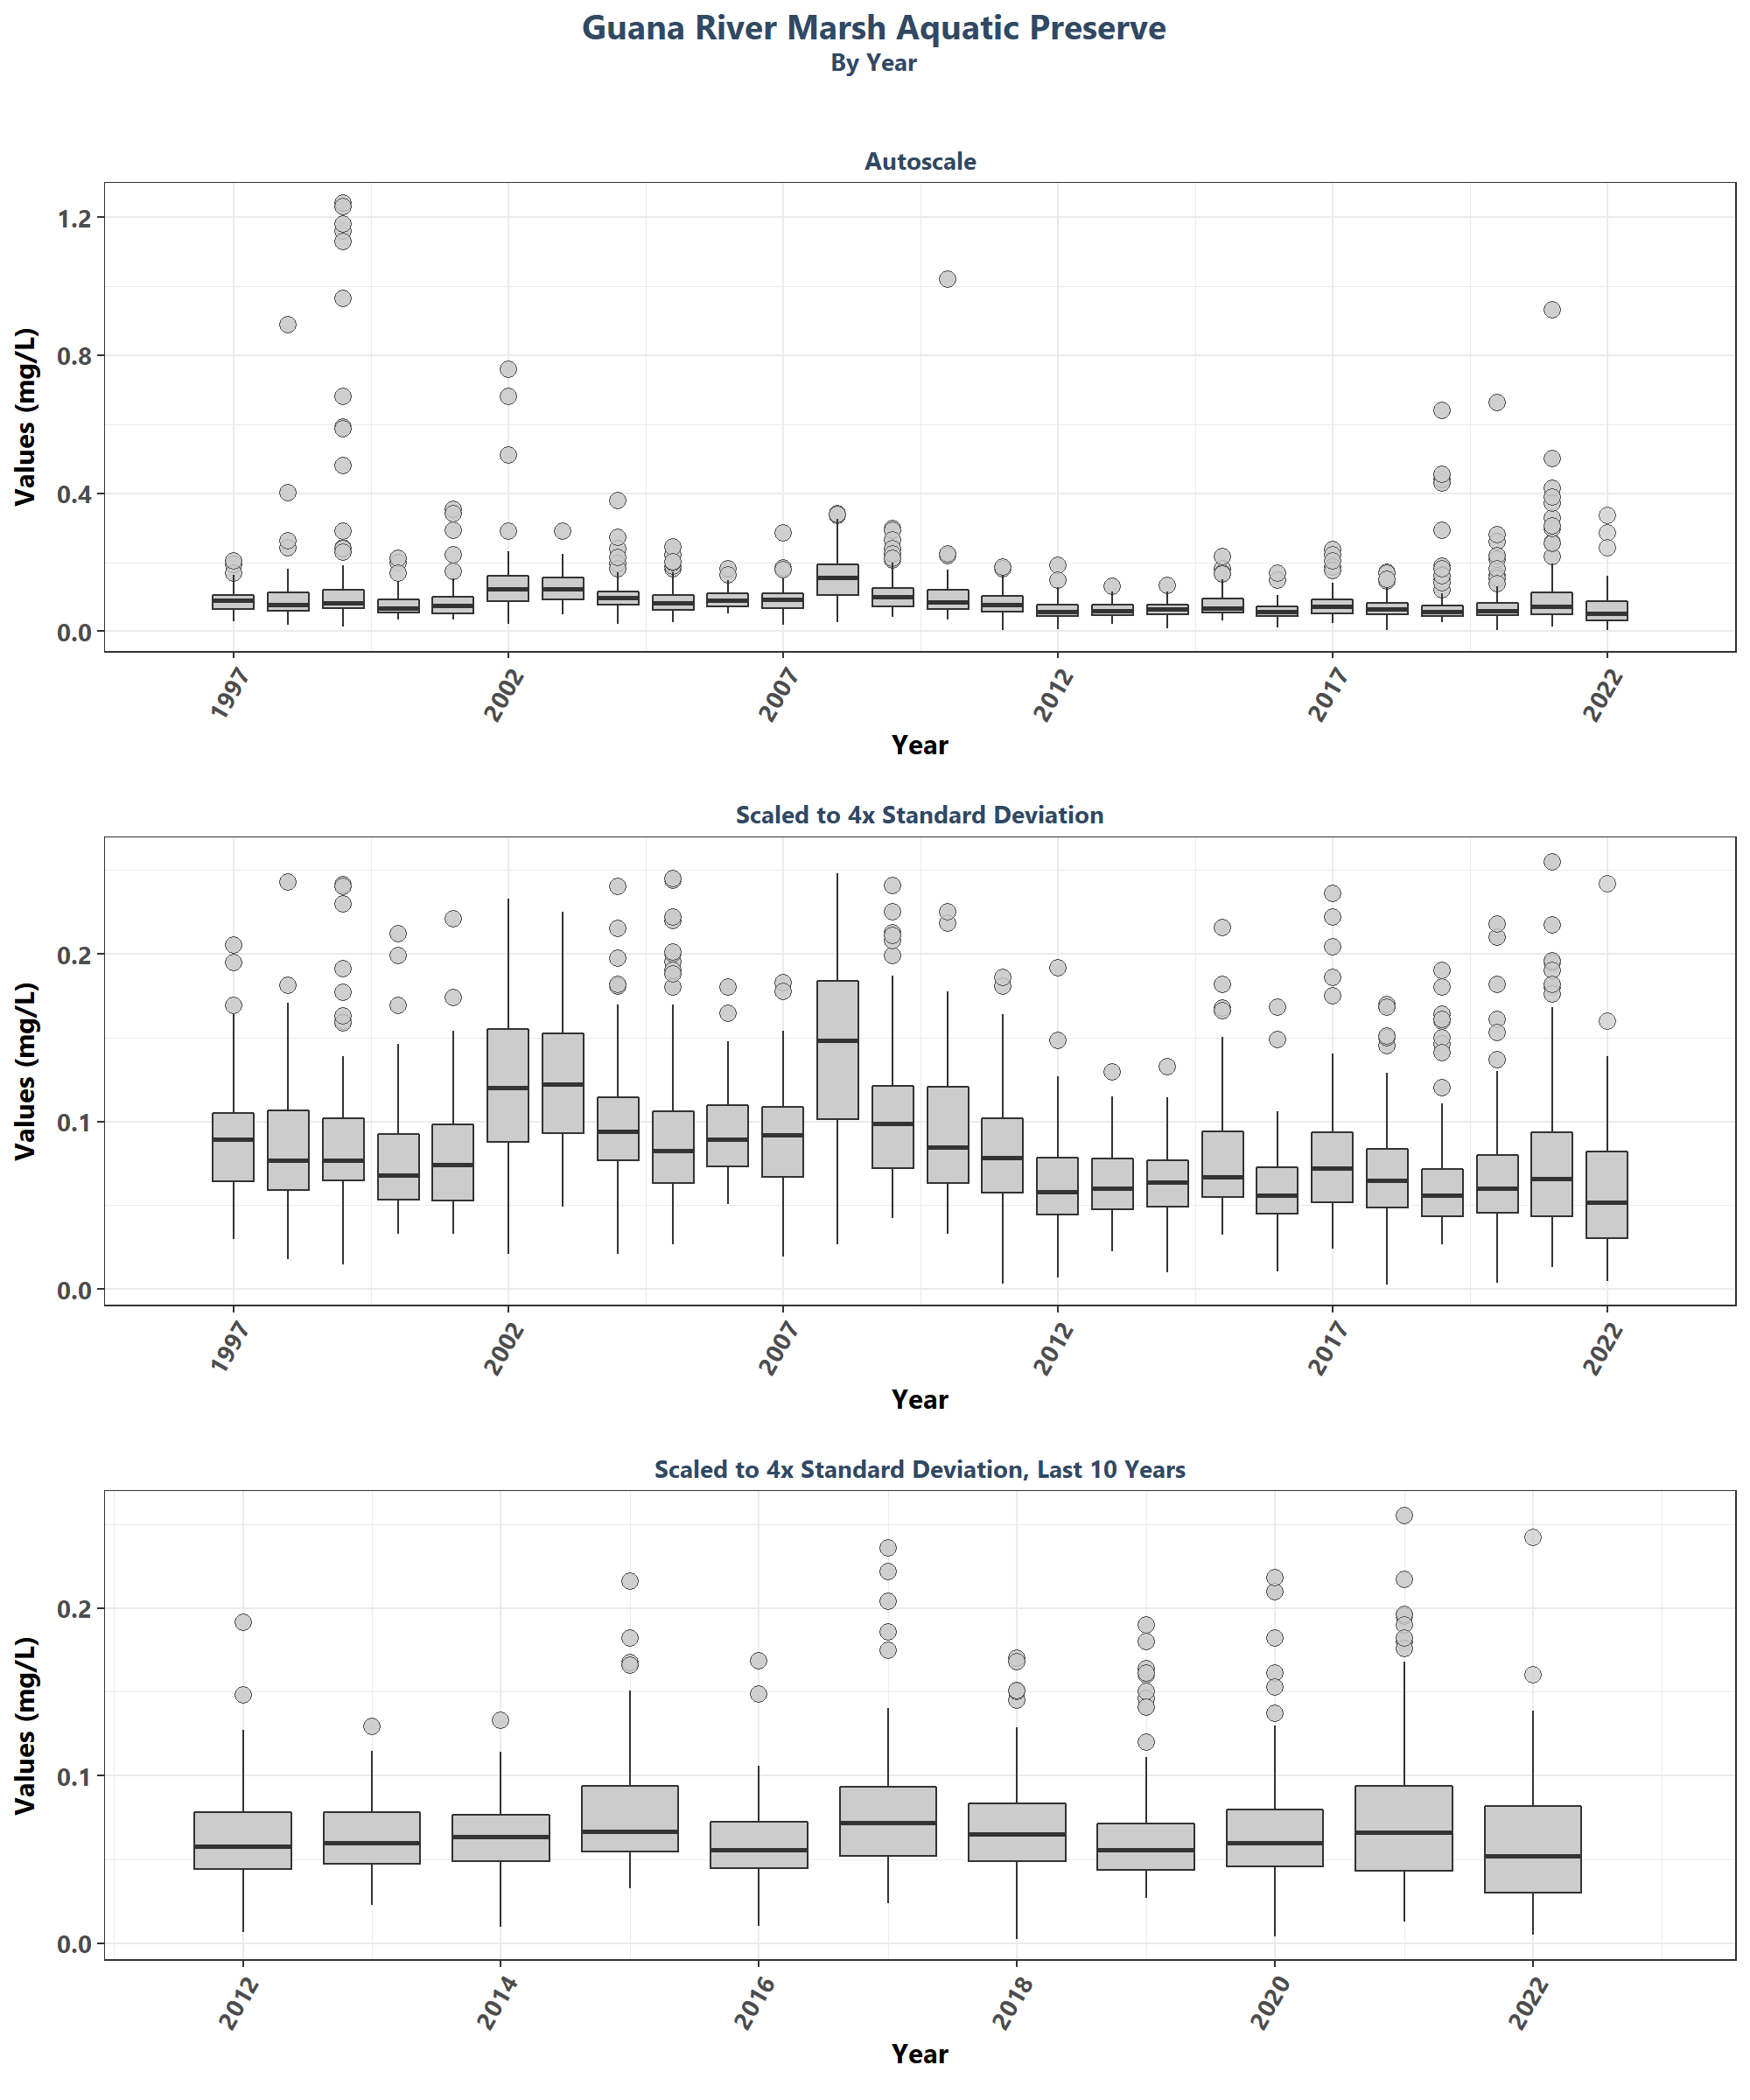 Guana River Marsh Aquatic Preserve
By Year
Autoscale
Values (mg/L)
1.2
0.8
0.4
0.0
1997 2002 2007 2012 2017 2022
Year
Scaled to 4x Standard Deviation
Values (mg/L)
0.2
0.1
0.0
1997 2002 2007 2012 2017 2022
Year
Scaled to 4x Standard Deviation, Last 10 Years
Values (mg/L)
0.2
0.1
0.0
2012 2014 2016 2018 2020 2022
Year